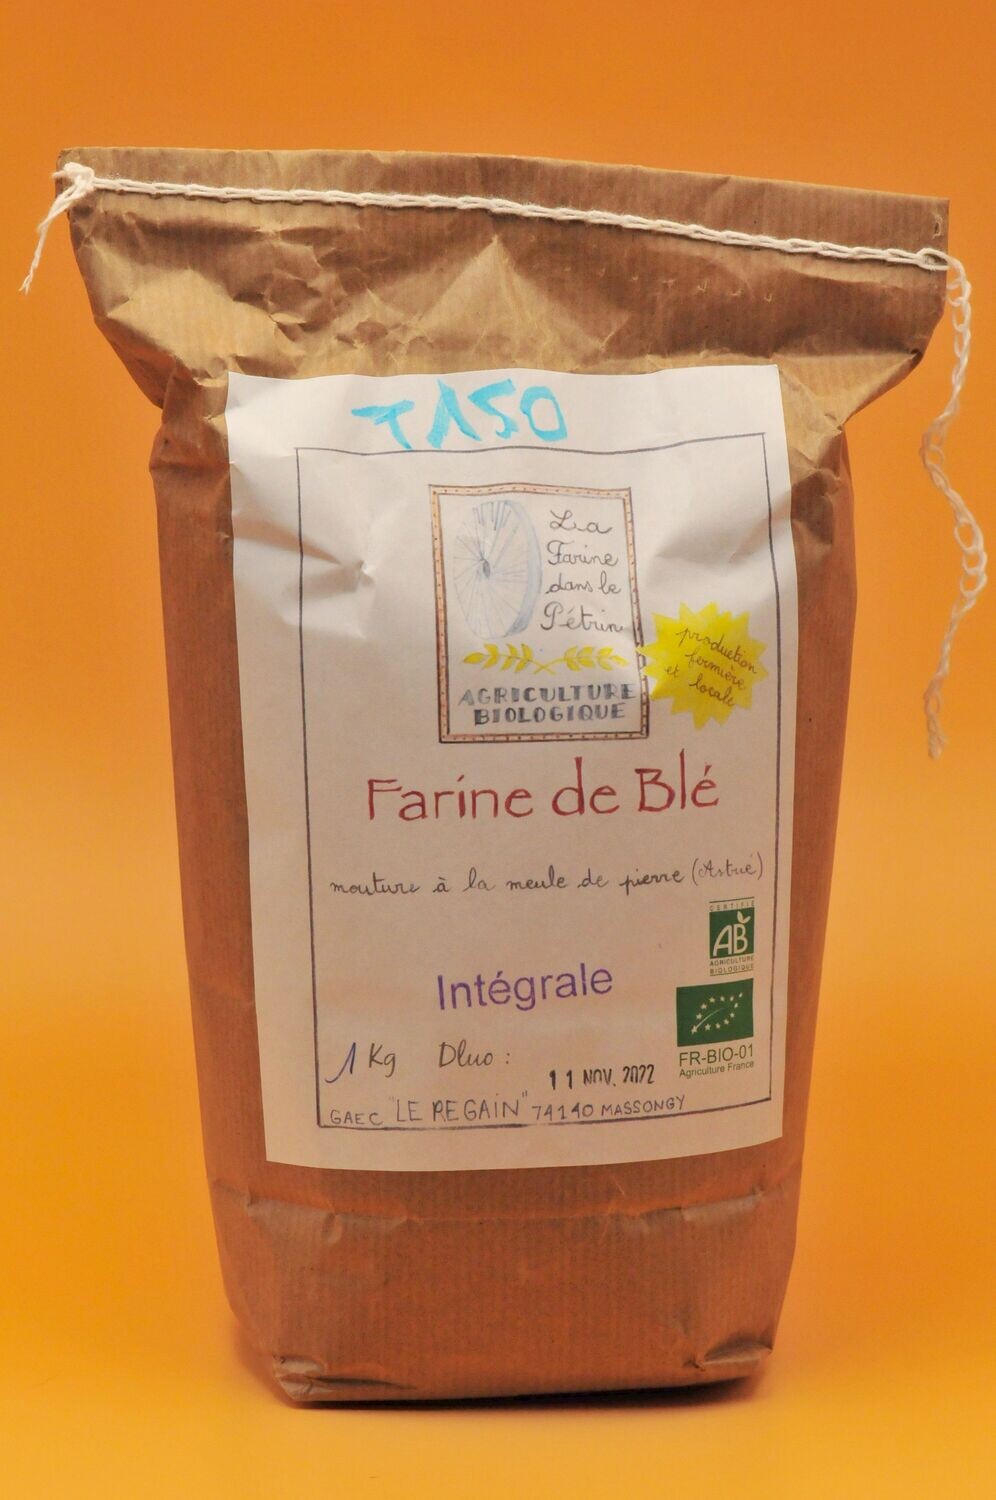 T150
La
Farine
dans le
Pétrin
AGRICULTURE
BIOLOGIQUE
production
fermière
et locale
Farine de Blé
mouture à la meule de pierre (Astrié)
CERTIFIÉ
AB
AGRICULTURE
BIOLOGIQUE
Intégrale
FR-BIO-01
Agriculture France
1 Kg Dluo : 11 NOV. 2022
GAEC "LE REGAIN" 74140 MASSONGY